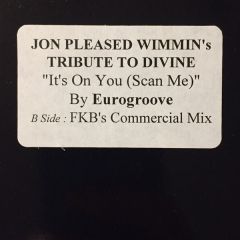 JON PLEASED WIMMIN's
TRIBUTE TO DIVINE
"It's On You (Scan Me)"
By Eurogroove
B Side : FKB's Commercial Mix